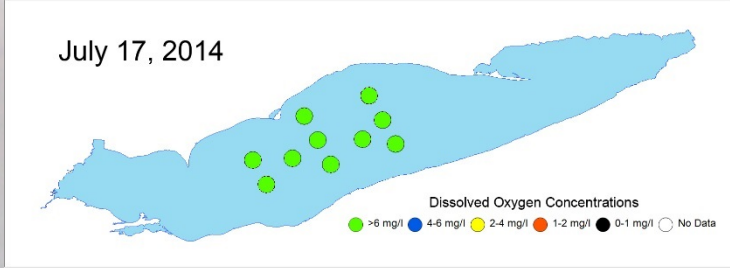 July 17, 2014
Dissolved Oxygen Concentrations
>6 mg/l 4-6 mg/l 2-4 mg/l 1-2 mg/l 0-1 mg/l No Data